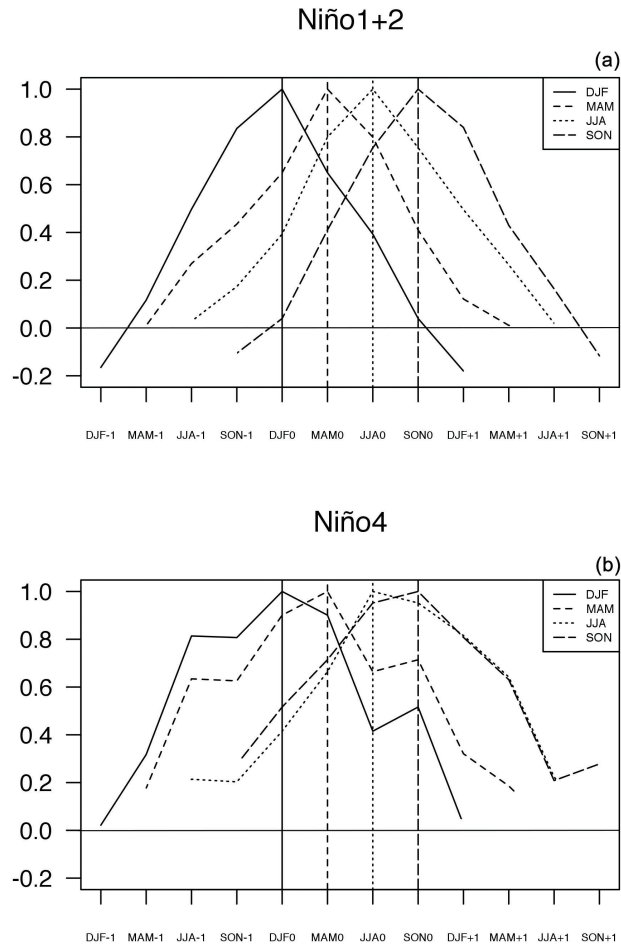 Niño1+2
(a)
1.0
0.8
0.6
0.4
0.2
0.0
-0.2
DJF
MAM
JJA
SON
DJF-1 MAM-1 JJA-1 SON-1 DJF0 MAM0 JJA0 SON0 DJF+1 MAM+1 JJA+1 SON+1
Niño4
(b)
1.0
0.8
0.6
0.4
0.2
0.0
-0.2
DJF
MAM
JJA
SON
DJF-1 MAM-1 JJA-1 SON-1 DJF0 MAM0 JJA0 SON0 DJF+1 MAM+1 JJA+1 SON+1